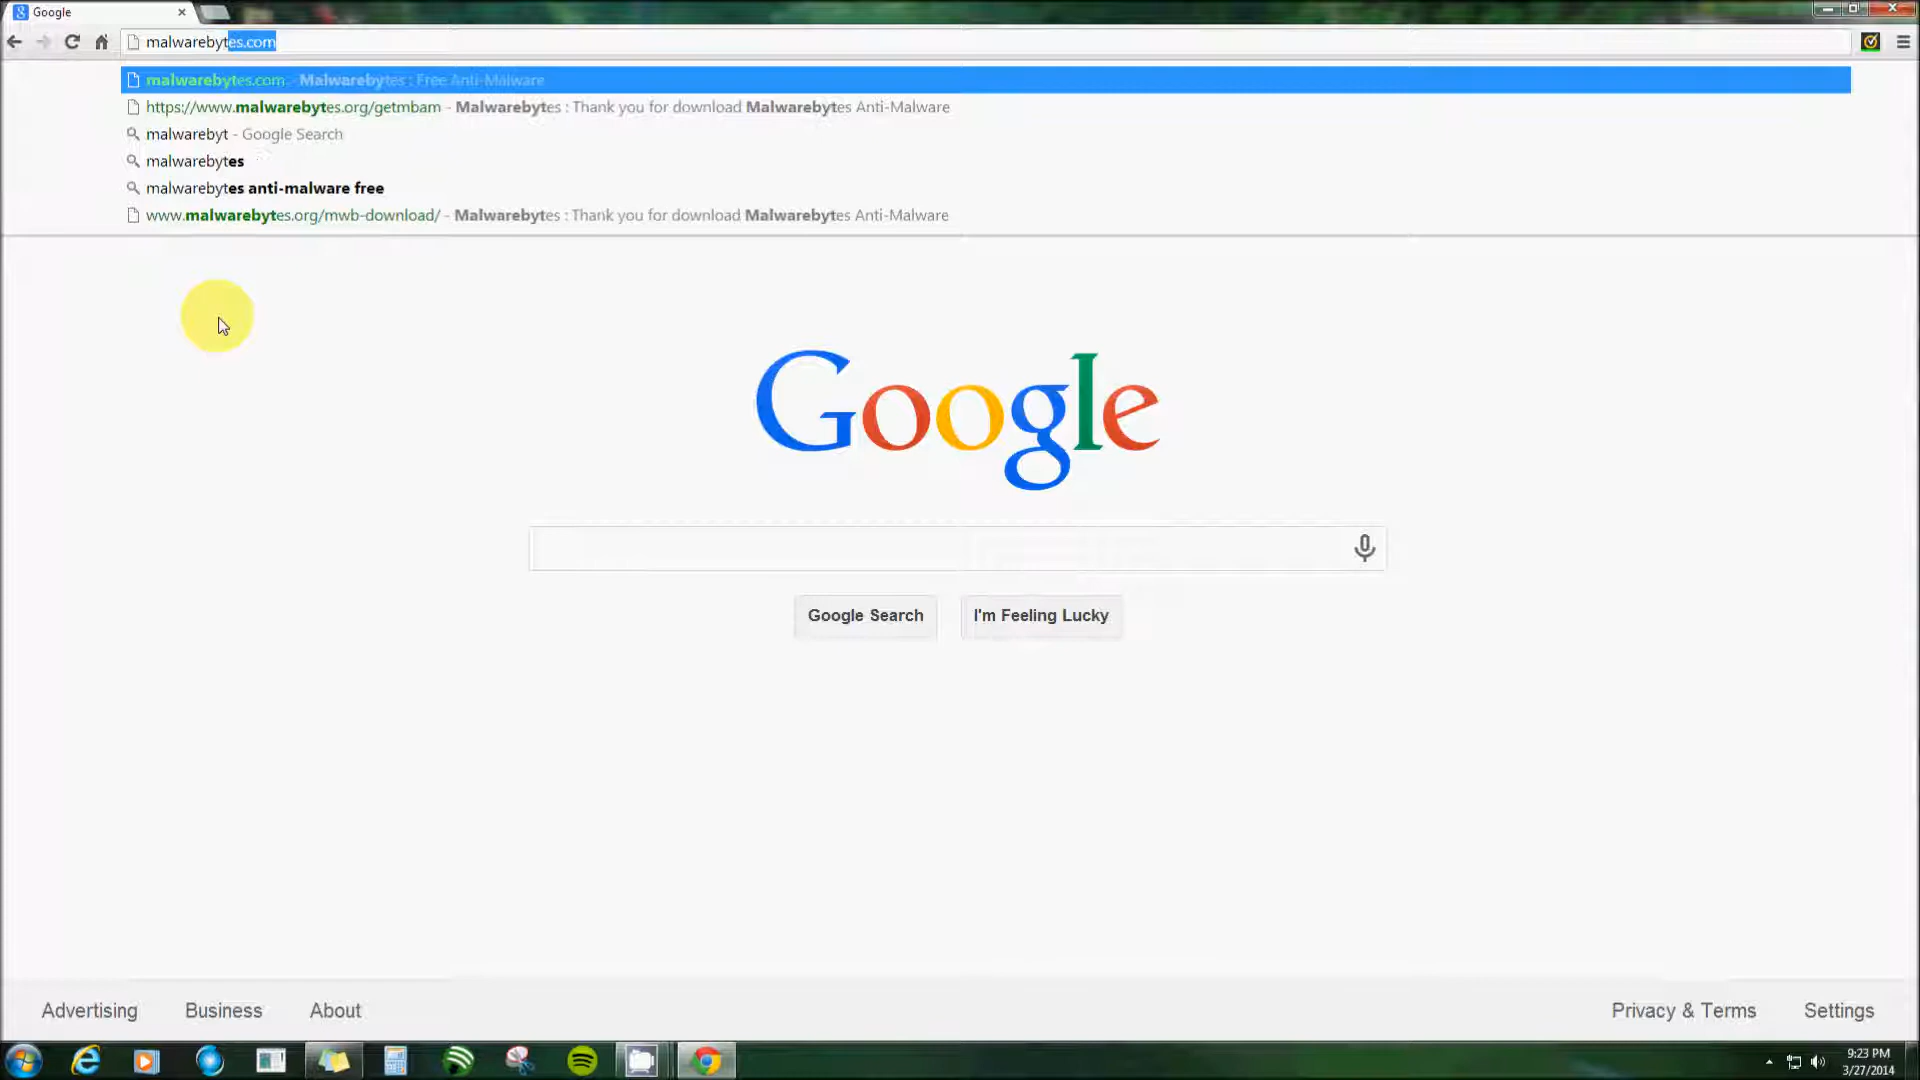 Google
malwarebytes.com
malwarebytes.com - Malwarebytes : Free Anti-Malware
https://www.malwarebytes.org/getmbam - Malwarebytes : Thank you for download Malwarebytes Anti-Malware
malwarebyt - Google Search
malwarebytes
malwarebytes anti-malware free
www.malwarebytes.org/mwb-download/ - Malwarebytes : Thank you for download Malwarebytes Anti-Malware
Google
Google Search I'm Feeling Lucky
Advertising Business About Privacy & Terms Settings
9:23 PM
3/27/2014